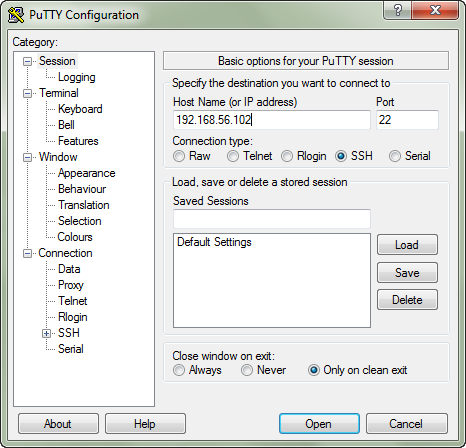 PuTTY Configuration
Category:
Session
Logging
Terminal
Keyboard
Bell
Features
Window
Appearance
Behaviour
Translation
Selection
Colours
Connection
Data
Proxy
Telnet
Rlogin
SSH
Serial
Basic options for your PuTTY session
Specify the destination you want to connect to
Host Name (or IP address) Port
192.168.56.102 22
Connection type:
Raw Telnet Rlogin SSH Serial
Load, save or delete a stored session
Saved Sessions
Default Settings
Load
Save
Delete
Close window on exit:
Always Never Only on clean exit
About Help Open Cancel